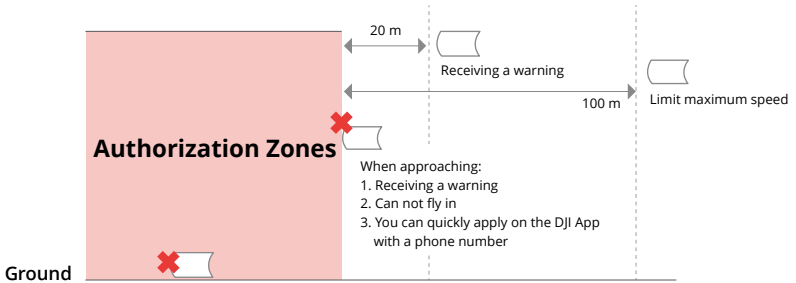 20 m
Receiving a warning
100 m
Limit maximum speed
Authorization Zones
When approaching:
1. Receiving a warning
2. Can not fly in
3. You can quickly apply on the DJI App
with a phone number
Ground